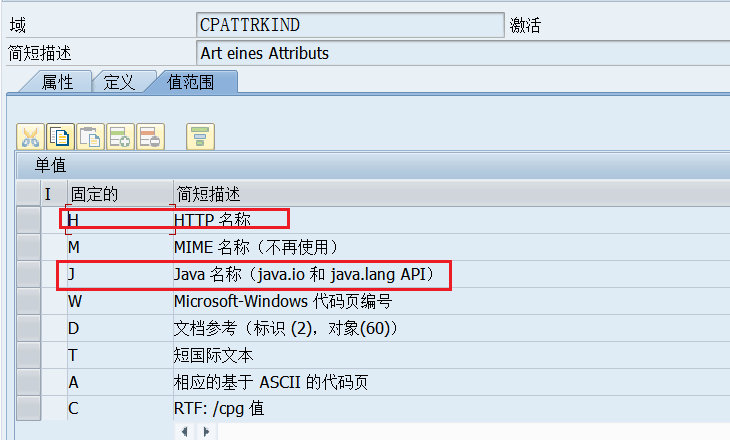 域 CPATTRKIND 激活
简短描述 Art eines Attributs
属性 定义 值范围
单值
I 固定的 简短描述
H HTTP 名称
M MIME 名称（不再使用）
J Java 名称（java.io 和 java.lang API）
W Microsoft-Windows 代码页编号
D 文档参考（标识 (2)，对象(60)）
T 短国际文本
A 相应的基于 ASCII 的代码页
C RTF: /cpg 值